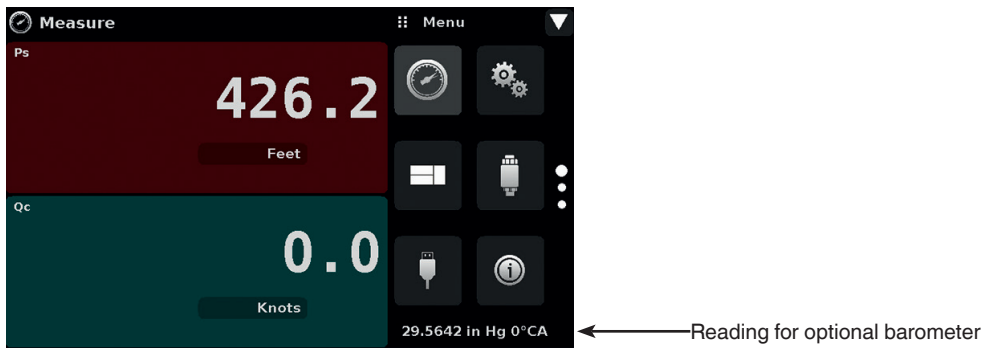 Measure
Menu
Ps
426.2
Feet
Qc
0.0
Knots
29.5642 in Hg 0°CA
Reading for optional barometer